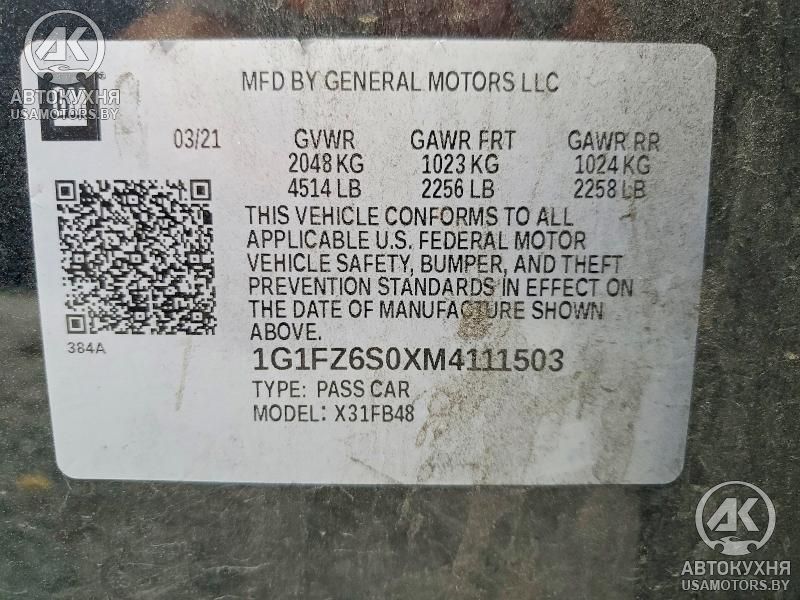 АК
АВТОКУХНЯ
USAMOTORS.BY
GM
MFD BY GENERAL MOTORS LLC
03/21 GVWR GAWR FRT GAWR RR
2048 KG 1023 KG 1024 KG
4514 LB 2256 LB 2258 LB
THIS VEHICLE CONFORMS TO ALL
APPLICABLE U.S. FEDERAL MOTOR
VEHICLE SAFETY, BUMPER, AND THEFT
PREVENTION STANDARDS IN EFFECT ON
THE DATE OF MANUFACTURE SHOWN
ABOVE.
384A
1G1FZ6S0XM4111503
TYPE: PASS CAR
MODEL: X31FB48
АК
АВТОКУХНЯ
USAMOTORS.BY